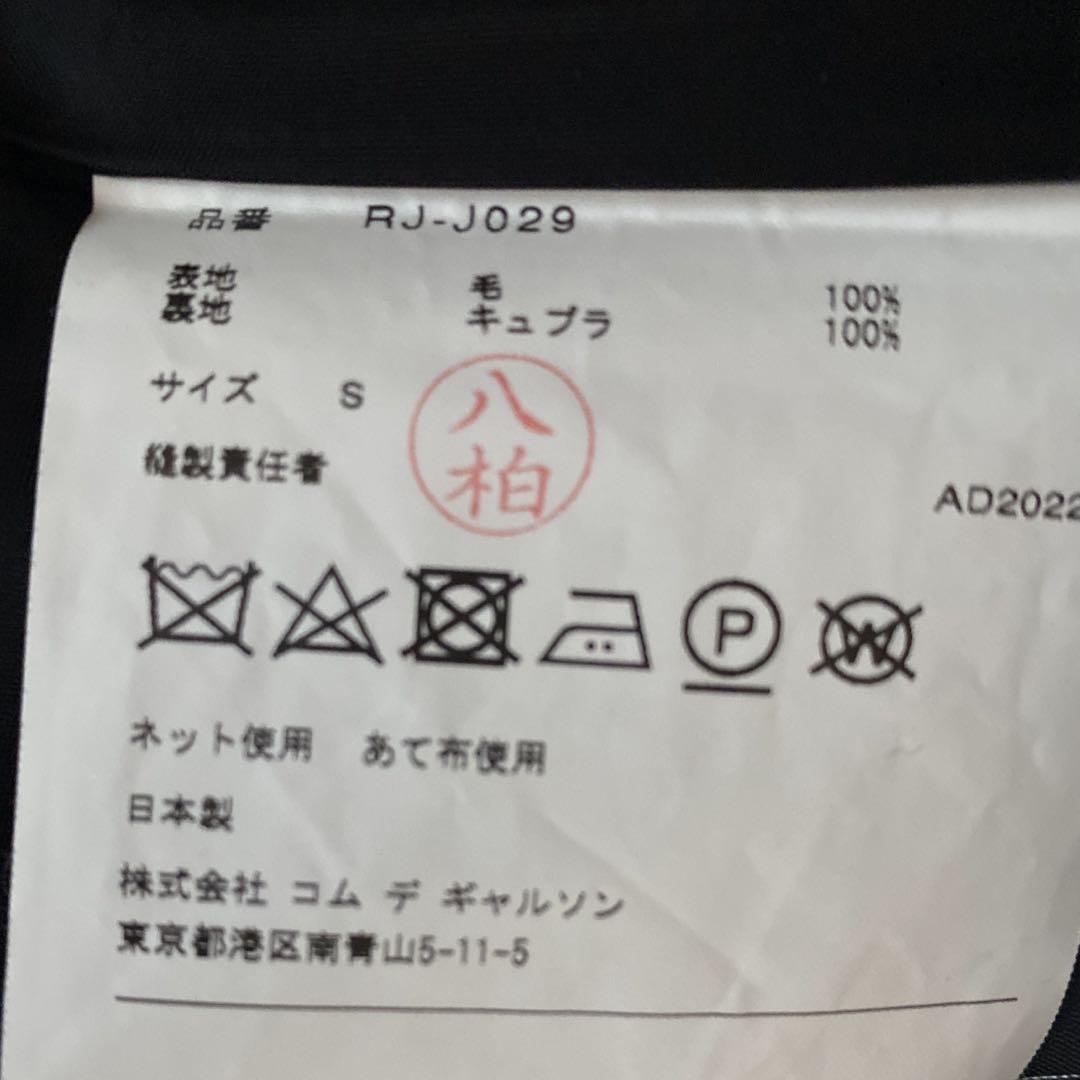 品番 RJ-J029
表地 毛 100%
裏地 キュプラ 100%
サイズ S
八柏
縫製責任者
AD2022
P W
ネット使用 あて布使用
日本製
株式会社 コム デ ギャルソン
東京都港区南青山5-11-5